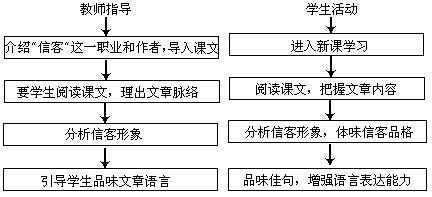 教师指导 学生活动
介绍"信客"这一职业和作者,导入课文 进入新课学习
要学生阅读课文，理出文章脉络 阅读课文，把握文章内容
分析信客形象 分析信客形象，体味信客品格
引导学生品味文章语言 品味佳句，增强语言表达能力